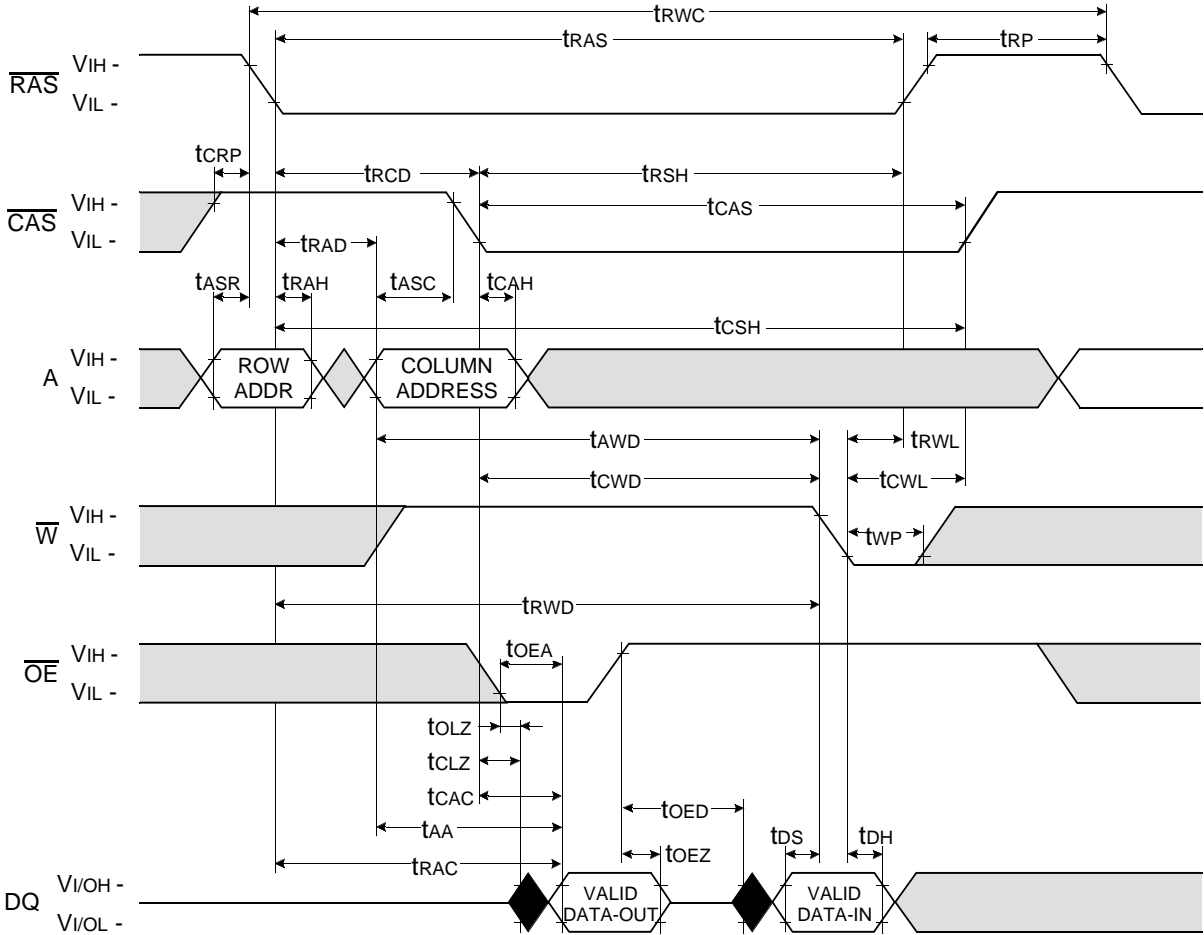 tRWC
tRAS
tRP
RAS
VIH -
VIL -
tCRP
tRCD
tRSH
CAS
VIH -
VIL -
tCAS
tRAD
tASR
tRAH
tASC
tCAH
tCSH
A
VIH -
VIL -
ROW
ADDR
COLUMN
ADDRESS
tAWD
tRWL
tCWD
tCWL
W
VIH -
VIL -
tWP
tRWD
OE
VIH -
VIL -
tOEA
tOLZ
tCLZ
tCAC
tOED
tAA
tOEZ
tDS
tDH
tRAC
DQ
VI/OH -
VI/OL -
VALID
DATA-OUT
VALID
DATA-IN